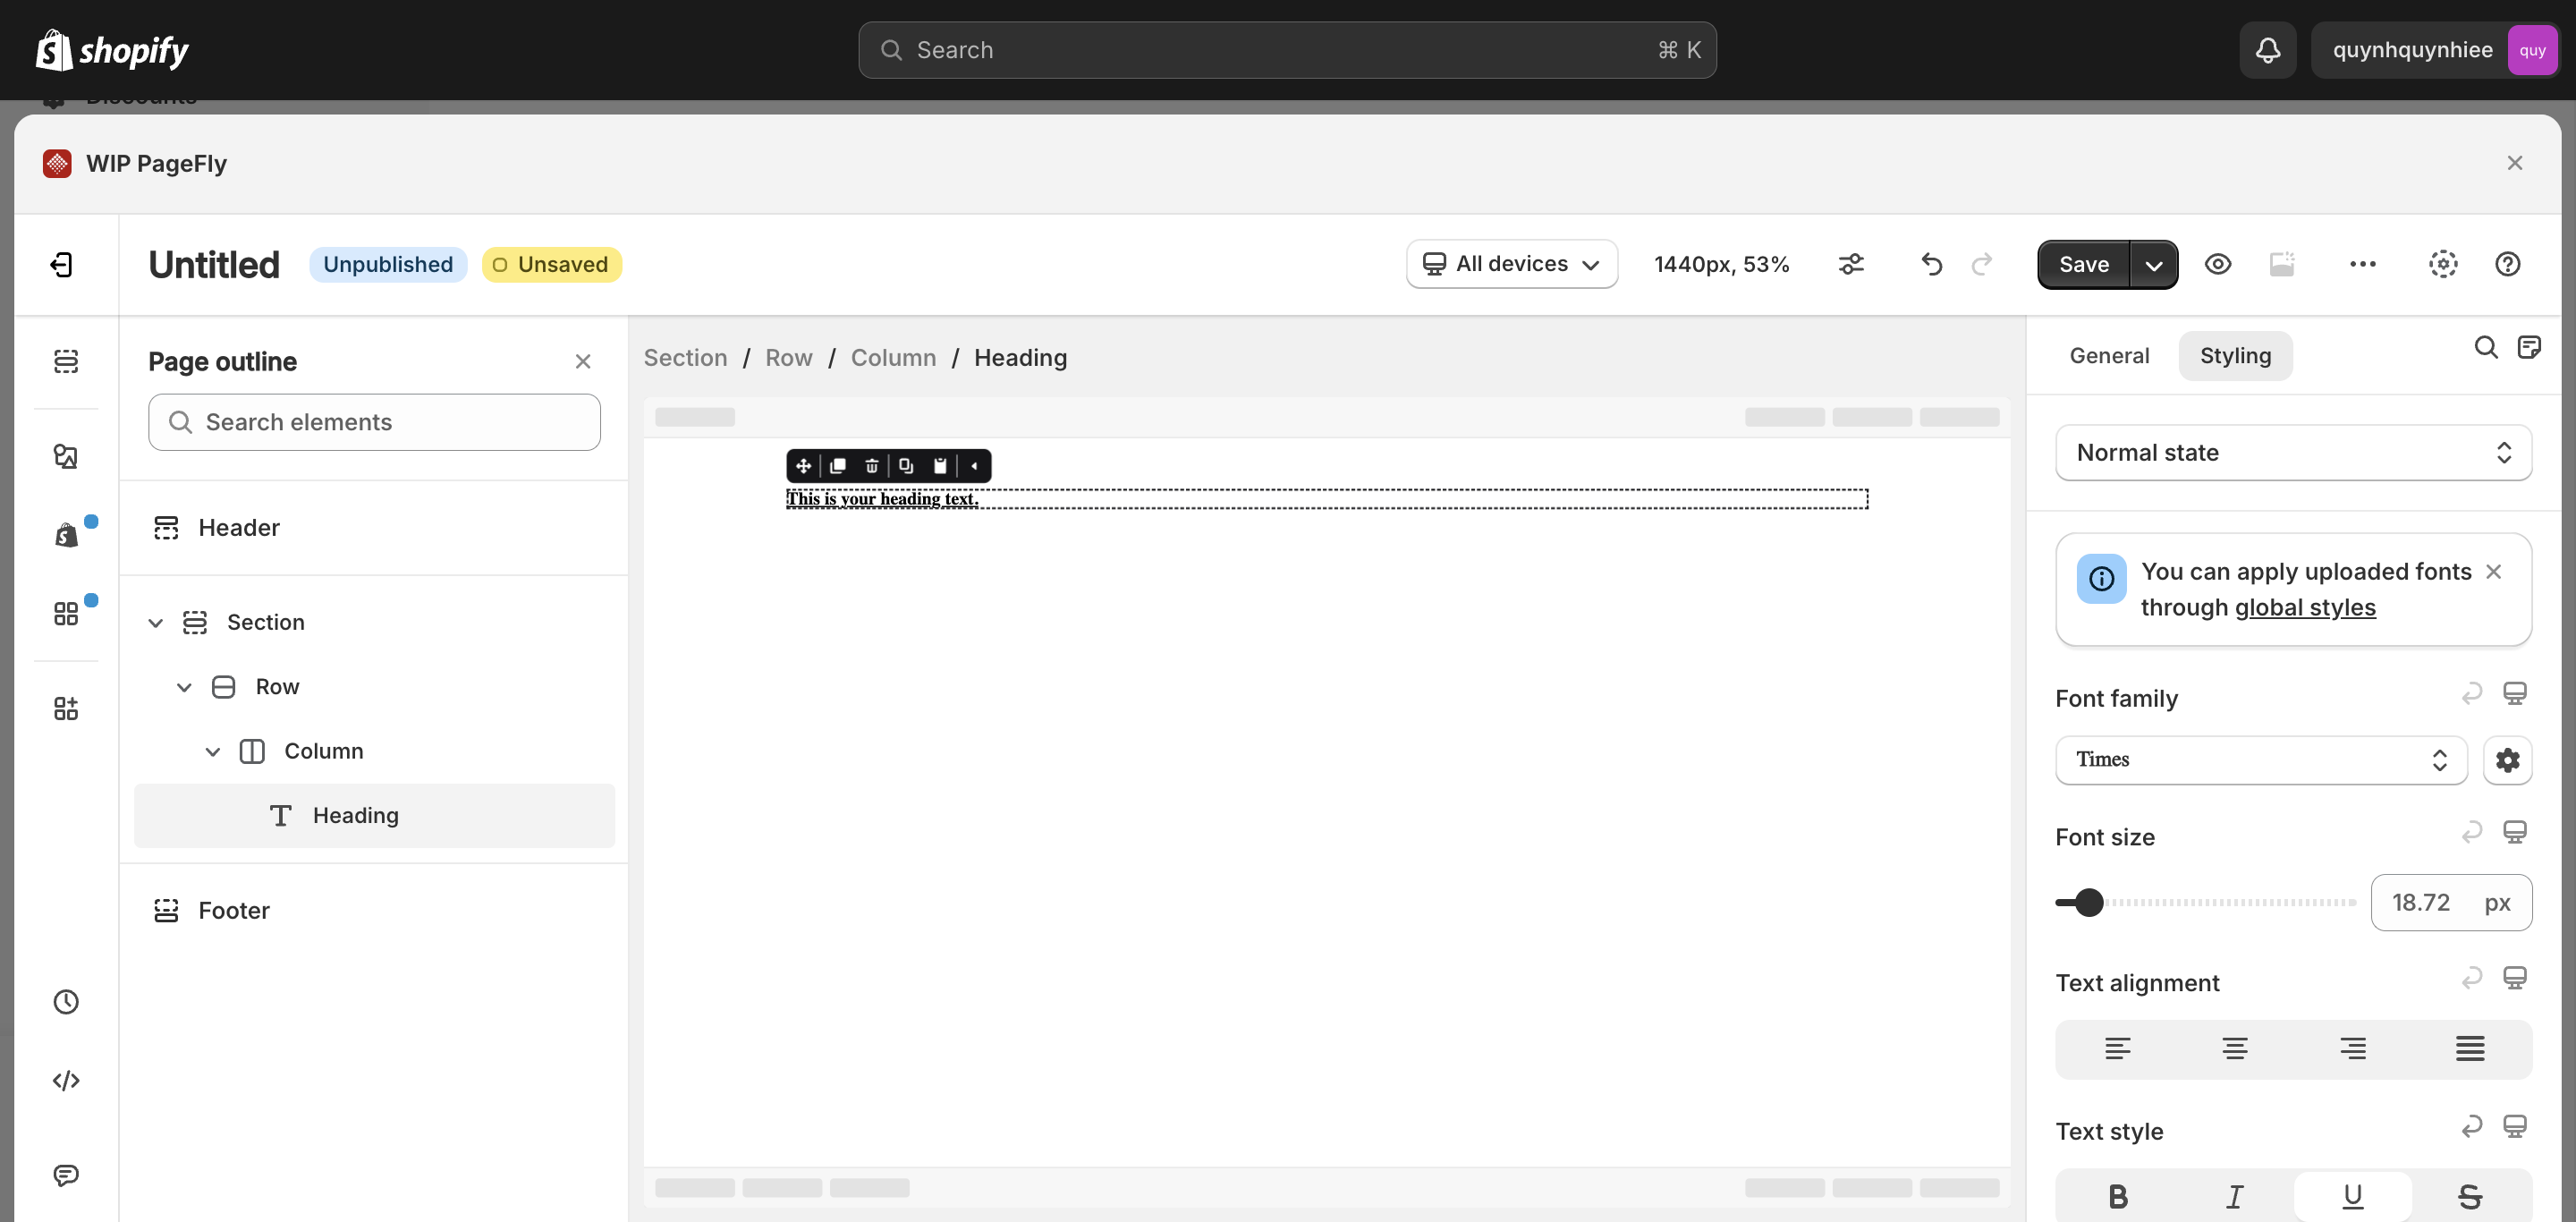 shopify
Search
⌘ K
quynhquynhiee
quy
Discounts
WIP PageFly
Untitled
Unpublished
Unsaved
All devices
1440px, 53%
Save
Page outline
Search elements
Header
Section
Row
Column
Heading
Footer
Section / Row / Column / Heading
This is your heading text.
General
Styling
Normal state
You can apply uploaded fonts
through global styles
Font family
Times
Font size
18.72 px
Text alignment
Text style
B I U S